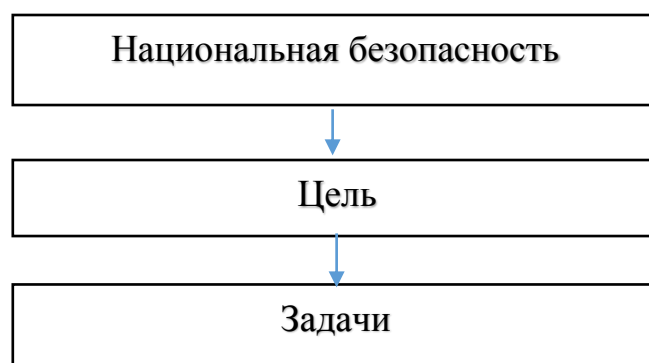 Национальная безопасность
Цель
Задачи